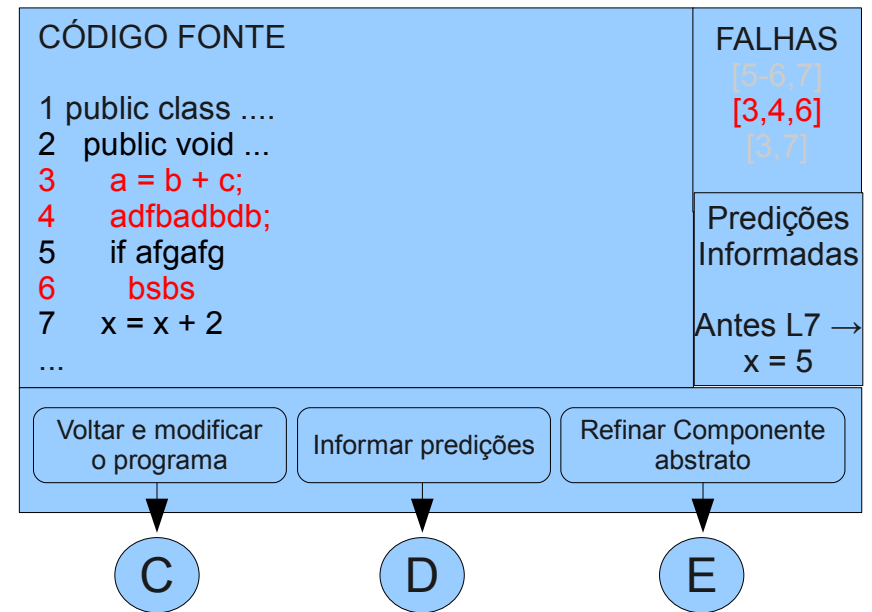 CÓDIGO FONTE
1 public class ....
2 public void ...
3 a = b + c;
4 adfbadbdb;
5 if afgafg
6 bsbs
7 x = x + 2
...
FALHAS
[5-6,7]
[3,4,6]
[3,7]
Predições
Informadas
Antes L7 →
x = 5
Voltar e modificar
o programa
Informar predições
Refinar Componente
abstrato
C
D
E